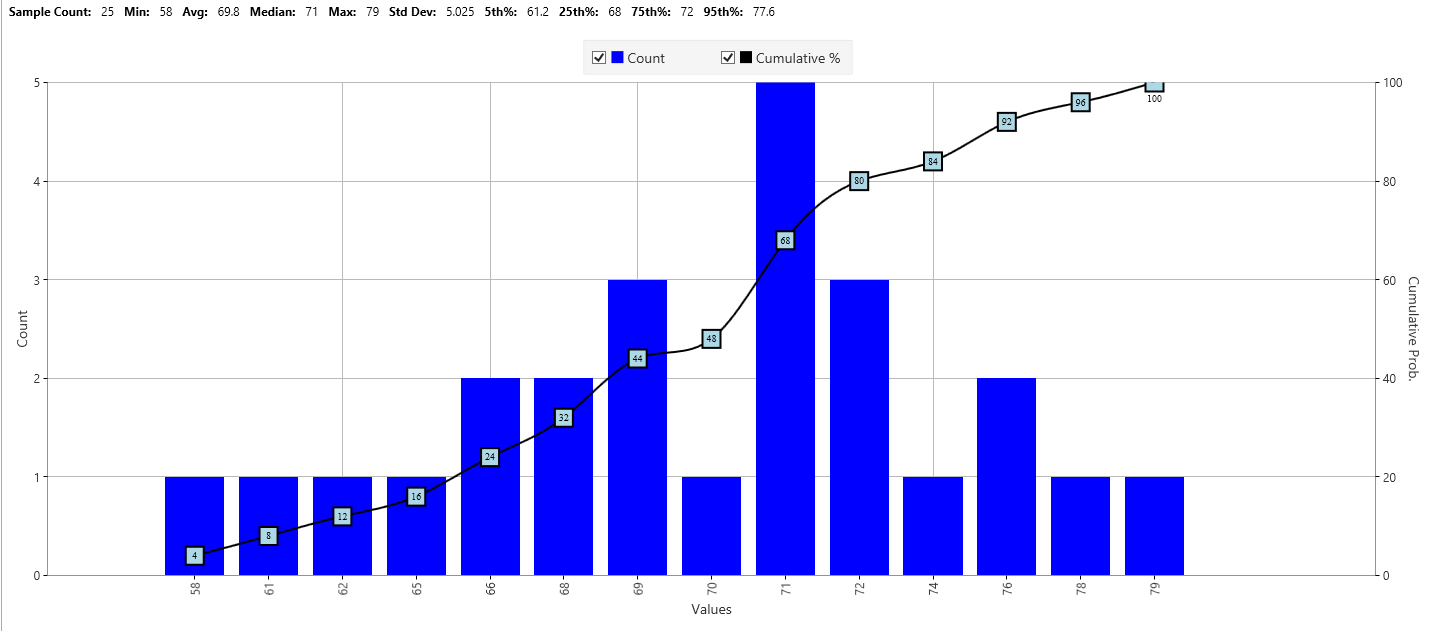 Sample Count: 25 Min: 58 Avg: 69.8 Median: 71 Max: 79 Std Dev: 5.025 5th%: 61.2 25th%: 68 75th%: 72 95th%: 77.6
Count Cumulative %
5 100
100
96
92
84
4 80 80
68
3 60
Count
Cumulative Prob.
48
44
2 40
32
24
1 20
16
12
8
4
0 0
58 61 62 65 66 68 69 70 71 72 74 76 78 79
Values